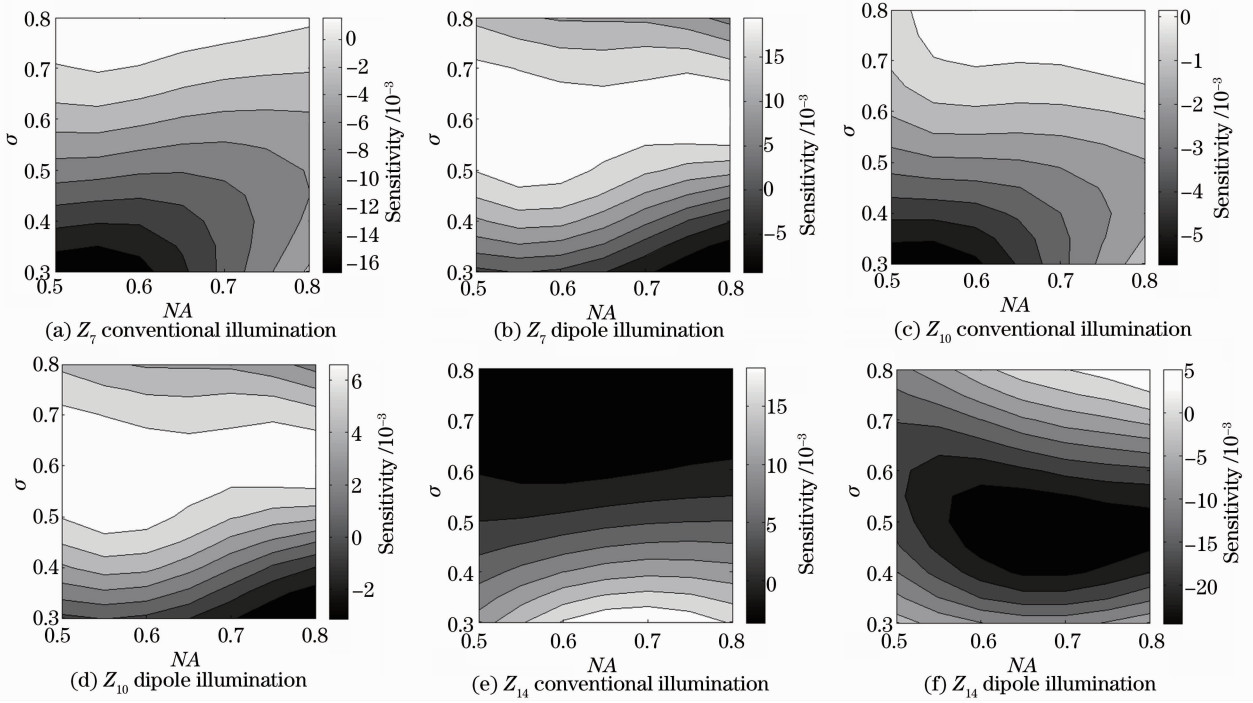 0.8
0.7
0.6
0.5
0.4
0.3
σ
0.5 0.6 0.7 0.8
NA
0
−2
−4
−6
−8
−10
−12
−14
−16
Sensitivity /10⁻³
(a) Z₇ conventional illumination
0.8
0.7
0.6
0.5
0.4
0.3
σ
0.5 0.6 0.7 0.8
NA
15
10
5
0
−5
Sensitivity /10⁻³
(b) Z₇ dipole illumination
0.8
0.7
0.6
0.5
0.4
0.3
σ
0.5 0.6 0.7 0.8
NA
0
−1
−2
−3
−4
−5
Sensitivity /10⁻³
(c) Z₁₀ conventional illumination
0.8
0.7
0.6
0.5
0.4
0.3
σ
0.5 0.6 0.7 0.8
NA
6
4
2
0
−2
Sensitivity /10⁻³
(d) Z₁₀ dipole illumination
0.8
0.7
0.6
0.5
0.4
0.3
σ
0.5 0.6 0.7 0.8
NA
15
10
5
0
Sensitivity /10⁻³
(e) Z₁₄ conventional illumination
0.8
0.7
0.6
0.5
0.4
0.3
σ
0.5 0.6 0.7 0.8
NA
5
0
−5
−10
−15
−20
Sensitivity /10⁻³
(f) Z₁₄ dipole illumination